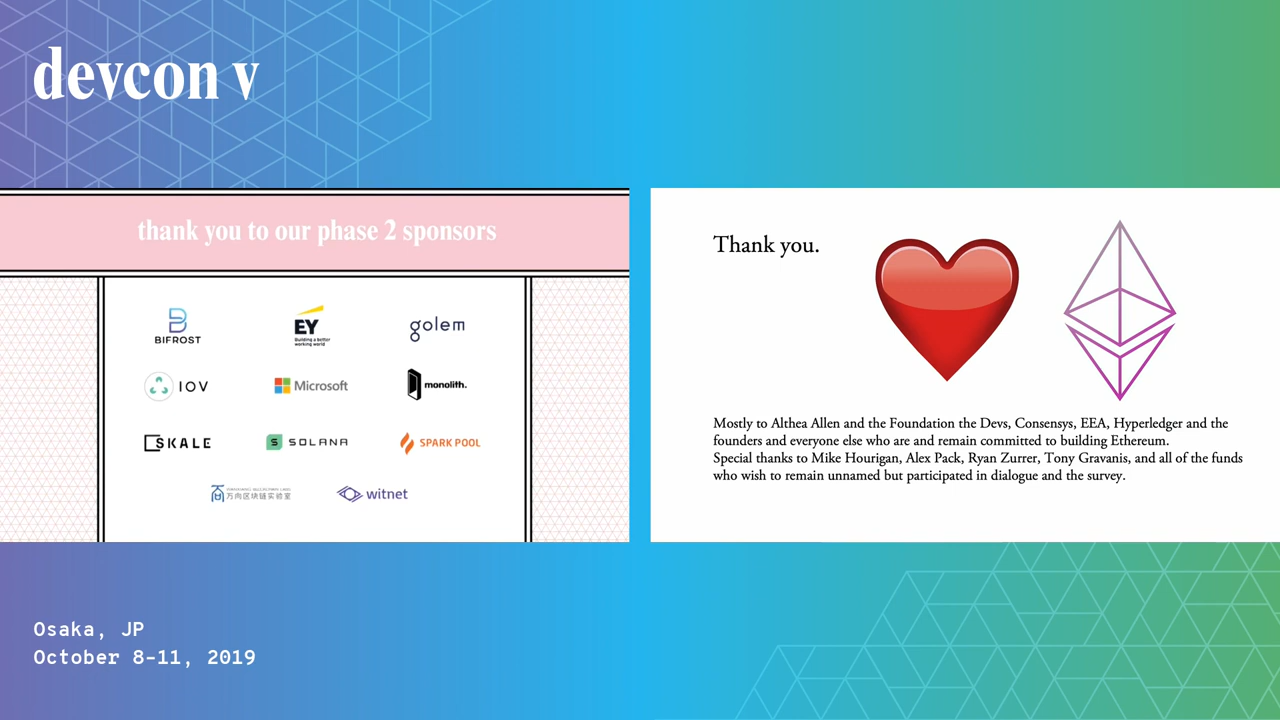 devcon v
thank you to our phase 2 sponsors
BIFROST
EY
Building a better
working world
golem
IOV
Microsoft
monolith.
SKALE
SOLANA
SPARK POOL
万向区块链实验室
witnet
Thank you.
Mostly to Althea Allen and the Foundation the Devs, Consensys, EEA, Hyperledger and the
founders and everyone else who are and remain committed to building Ethereum.
Special thanks to Mike Hourigan, Alex Pack, Ryan Zurrer, Tony Gravanis, and all of the funds
who wish to remain unnamed but participated in dialogue and the survey.
Osaka, JP
October 8-11, 2019